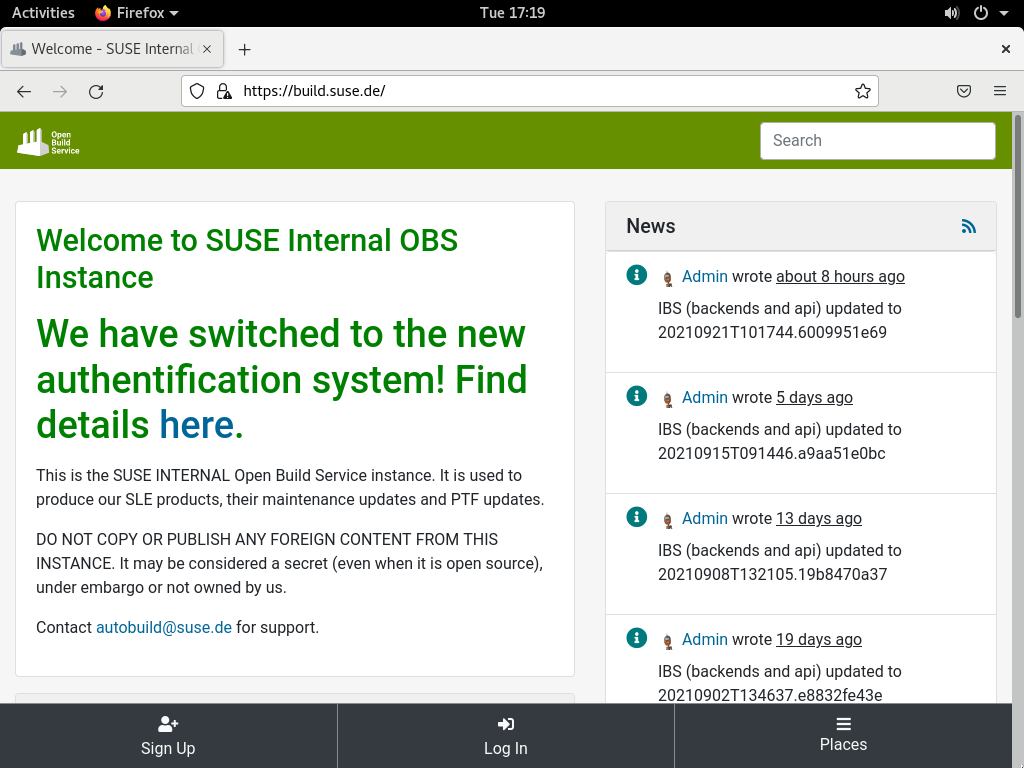 Activities Firefox Tue 17:19
Welcome - SUSE Internal
https://build.suse.de/
Open
Build
Service
Search
Welcome to SUSE Internal OBS
Instance
We have switched to the new
authentification system! Find
details here.
This is the SUSE INTERNAL Open Build Service instance. It is used to
produce our SLE products, their maintenance updates and PTF updates.
DO NOT COPY OR PUBLISH ANY FOREIGN CONTENT FROM THIS
INSTANCE. It may be considered a secret (even when it is open source),
under embargo or not owned by us.
Contact autobuild@suse.de for support.
News
Admin wrote about 8 hours ago
IBS (backends and api) updated to
20210921T101744.6009951e69
Admin wrote 5 days ago
IBS (backends and api) updated to
20210915T091446.a9aa51e0bc
Admin wrote 13 days ago
IBS (backends and api) updated to
20210908T132105.19b8470a37
Admin wrote 19 days ago
IBS (backends and api) updated to
20210902T134637.e8832fe43e
Sign Up
Log In
Places